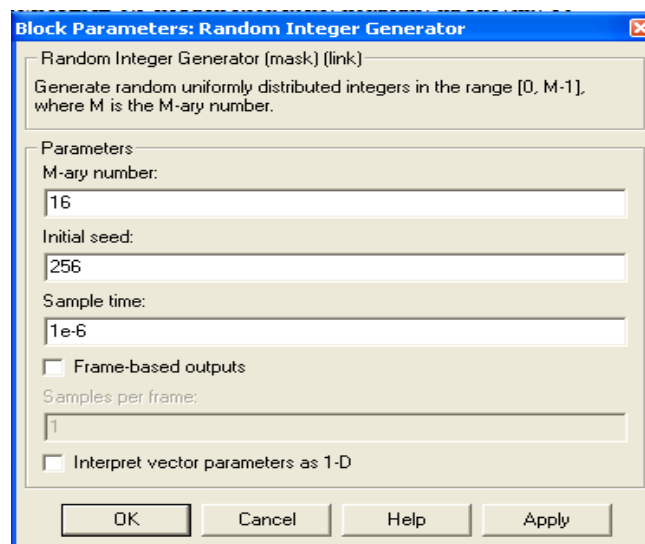 Block Parameters: Random Integer Generator
Random Integer Generator (mask) (link)
Generate random uniformly distributed integers in the range [0, M-1],
where M is the M-ary number.
Parameters
M-ary number:
16
Initial seed:
256
Sample time:
1e-6
Frame-based outputs
Samples per frame:
1
Interpret vector parameters as 1-D
OK
Cancel
Help
Apply